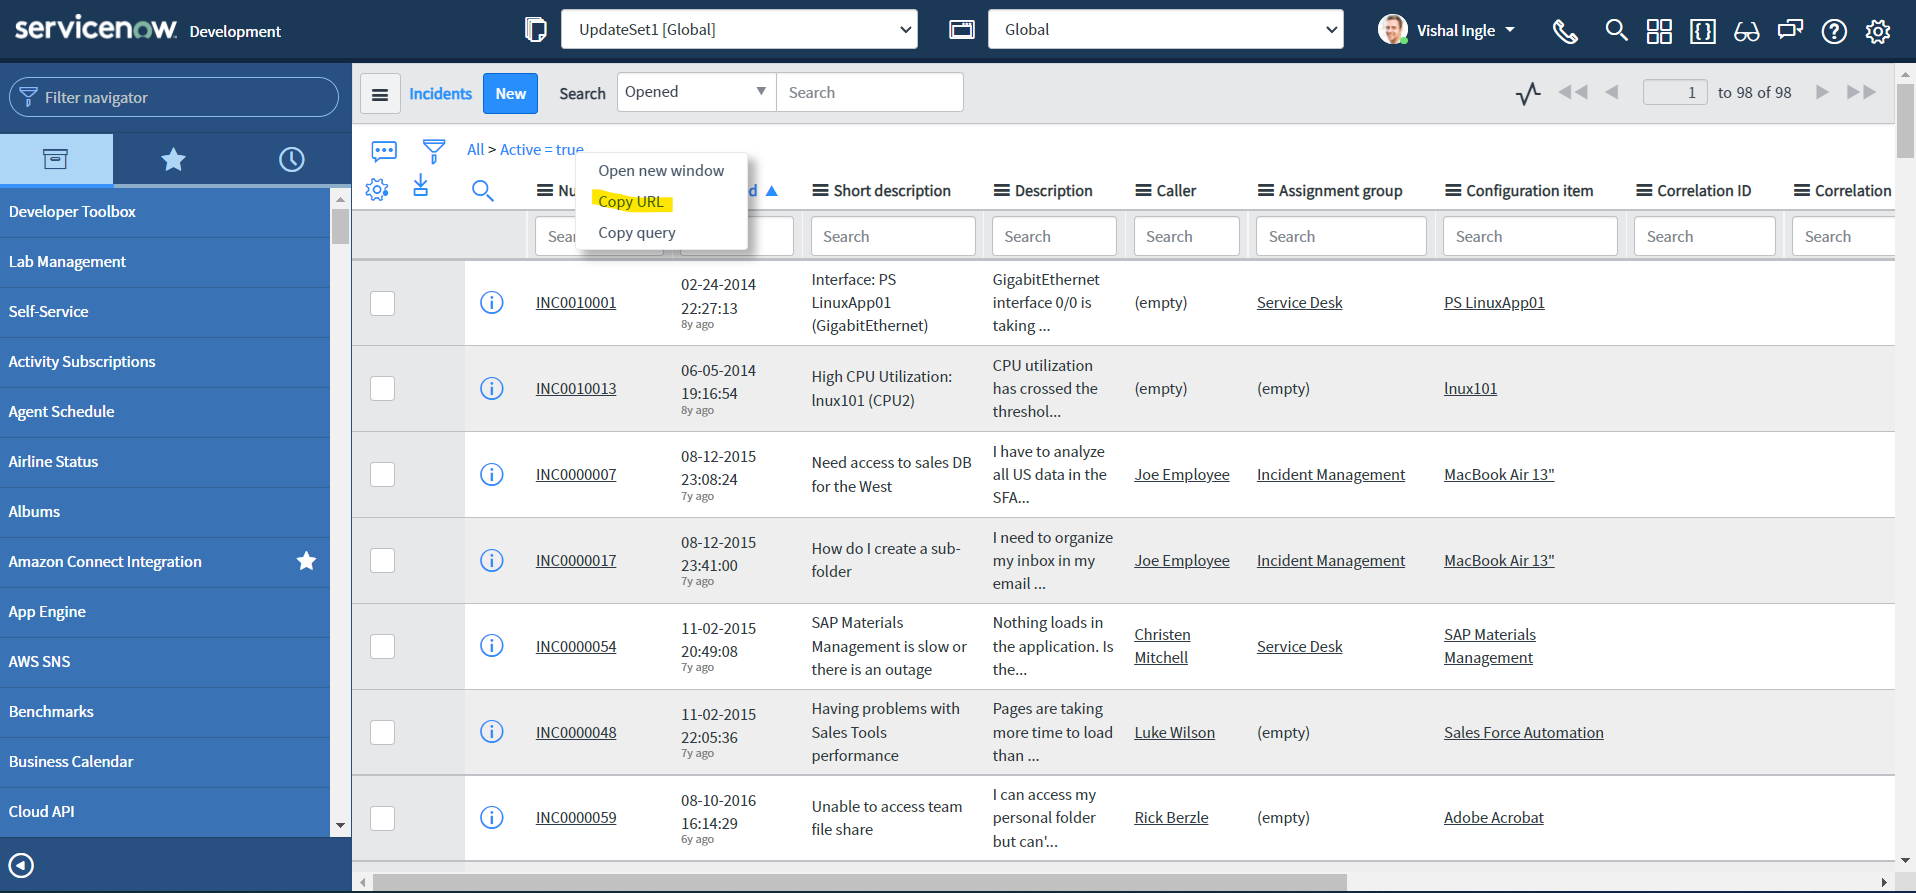 servicenow Development
UpdateSet1 [Global]
Global
Vishal Ingle
Filter navigator
Developer Toolbox
Lab Management
Self-Service
Activity Subscriptions
Agent Schedule
Airline Status
Albums
Amazon Connect Integration
App Engine
AWS SNS
Benchmarks
Business Calendar
Cloud API
Incidents New Search Opened Search
1 to 98 of 98
All > Active = true
Open new window
Copy URL
Copy query
Short description Description Caller Assignment group Configuration item Correlation ID Correlation
Search Search Search Search Search Search
INC0010001
02-24-2014
22:27:13
8y ago
Interface: PS
LinuxApp01
(GigabitEthernet)
GigabitEthernet
interface 0/0 is
taking ...
(empty)
Service Desk
PS LinuxApp01
INC0010013
06-05-2014
19:16:54
8y ago
High CPU Utilization:
lnux101 (CPU2)
CPU utilization
has crossed the
threshol...
(empty)
(empty)
lnux101
INC0000007
08-12-2015
23:08:24
7y ago
Need access to sales DB
for the West
I have to analyze
all US data in the
SFA...
Joe Employee
Incident Management
MacBook Air 13"
INC0000017
08-12-2015
23:41:00
7y ago
How do I create a sub-
folder
I need to organize
my inbox in my
email ...
Joe Employee
Incident Management
MacBook Air 13"
INC0000054
11-02-2015
20:49:08
7y ago
SAP Materials
Management is slow or
there is an outage
Nothing loads in
the application. Is
the...
Christen
Mitchell
Service Desk
SAP Materials
Management
INC0000048
11-02-2015
22:05:36
7y ago
Having problems with
Sales Tools
performance
Pages are taking
more time to load
than ...
Luke Wilson
(empty)
Sales Force Automation
INC0000059
08-10-2016
16:14:29
6y ago
Unable to access team
file share
I can access my
personal folder
but can'...
Rick Berzle
(empty)
Adobe Acrobat